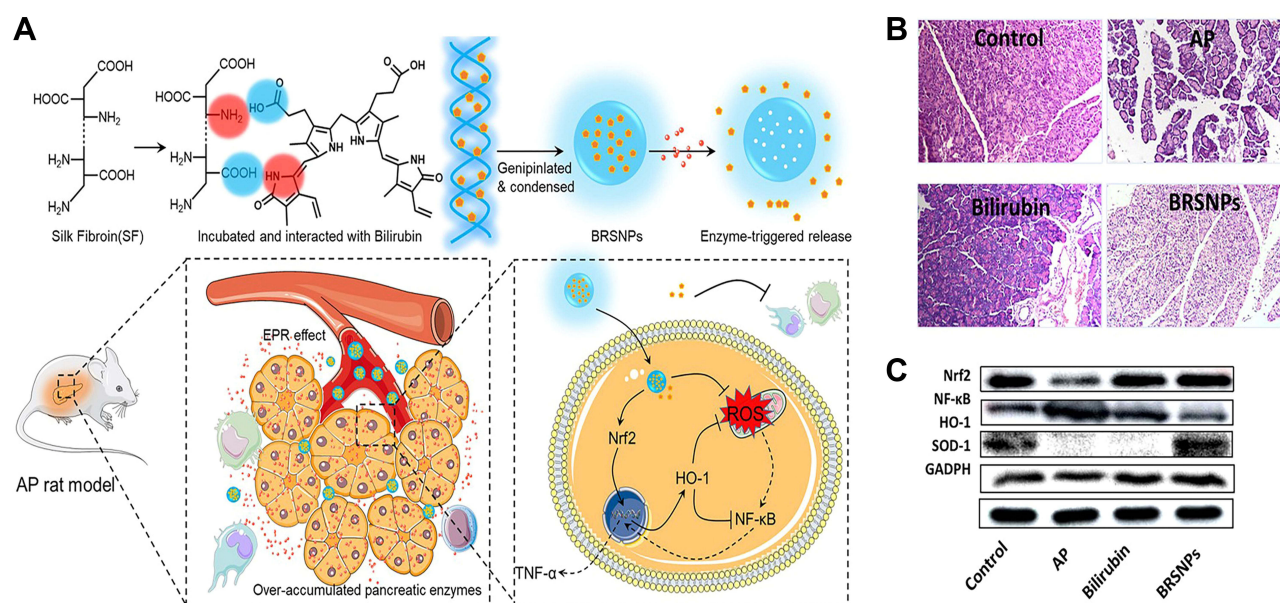 A
COOH
HOOC
NH₂
H₂N
COOH
H₂N
Silk Fibroin(SF)
COOH
HOOC
NH₂
H₂N
COOH
H₂N
O
HO
O
OH
NH
HN
HN
O
NH
O
Incubated and interacted with Bilirubin
Genipinlated
& condensed
BRSNPs
Enzyme-triggered release
AP rat model
EPR effect
Over-accumulated pancreatic enzymes
ROS
Nrf2
HO-1
NF-κB
TNF-α
B
Control
AP
Bilirubin
BRSNPs
C
Nrf2
NF-κB
HO-1
SOD-1
GADPH
Control
AP
Bilirubin
BRSNPs